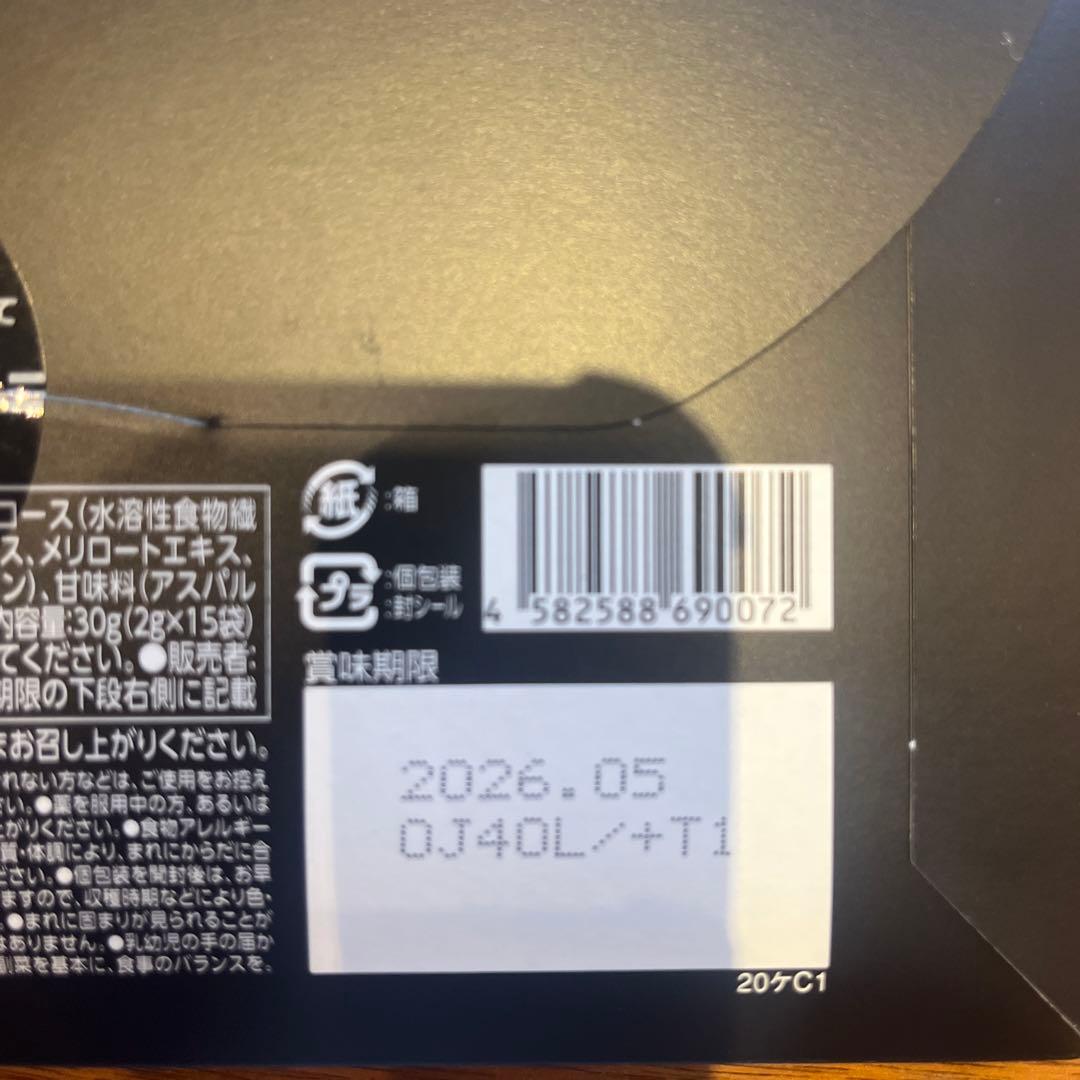 コース(水溶性食物繊
ス、メリロートエキス、
ン)、甘味料(アスパル
内容量:30g(2g×15袋)
てください。●販売者:
期限の下段右側に記載
まお召し上がりください。
れない方などは、ご使用をお控え
さい。●薬を服用中の方、あるいは
上がりください。●食物アレルギー
質・体調により、まれにからだに合
ださい。●個包装を開封後は、お早
ますので、収穫時期などにより色・
●まれに固まりが見られることが
はありません。●乳幼児の手の届か
副菜を基本に、食事のバランスを。
紙:箱
プラ:個包装
:封シール
4 582588 690072
賞味期限
2026.05
0J40L/+T1
20ケC1